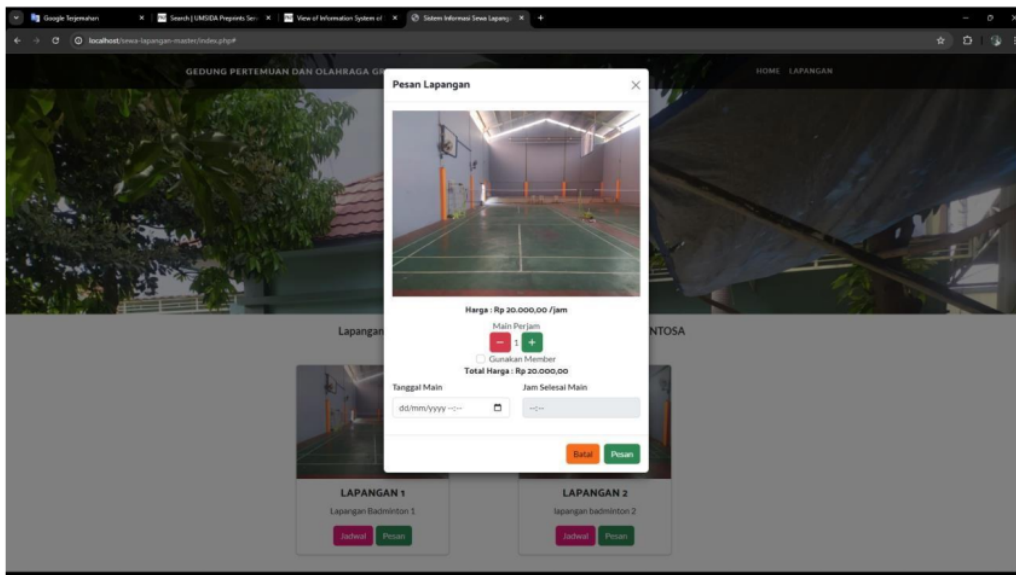 Google Terjemahan
Search | UMSIDA Preprints Ser
View of Information System of
Sistem Informasi Sewa Lapang
localhost/sewa-lapangan-master/index.php#
GEDUNG PERTEMUAN DAN OLAHRAGA
HOME LAPANGAN
Pesan Lapangan
Harga : Rp 20.000,00 /jam
Main Perjam
− 1 +
Gunakan Member
Total Harga : Rp 20.000,00
Tanggal Main Jam Selesai Main
dd/mm/yyyy --:-- --:--
Batal Pesan
Lapangan NTOSA
LAPANGAN 1
Lapangan Badminton 1
Jadwal Pesan
LAPANGAN 2
lapangan badminton 2
Jadwal Pesan